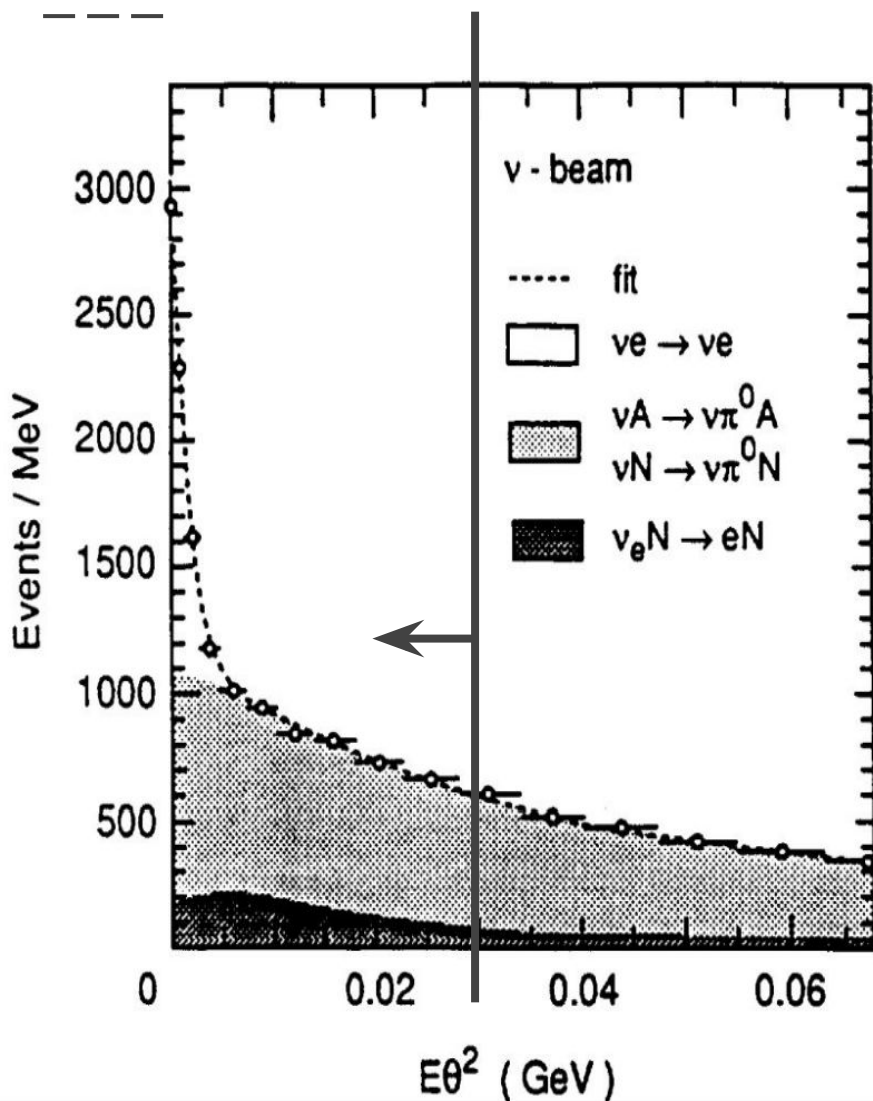 ν - beam
3000
fit
2500
νe → νe
2000
νA → νπ⁰A
νN → νπ⁰N
1500
νₑN → eN
1000
500
0
0.02
0.04
0.06
Events / MeV
Eθ² ( GeV )